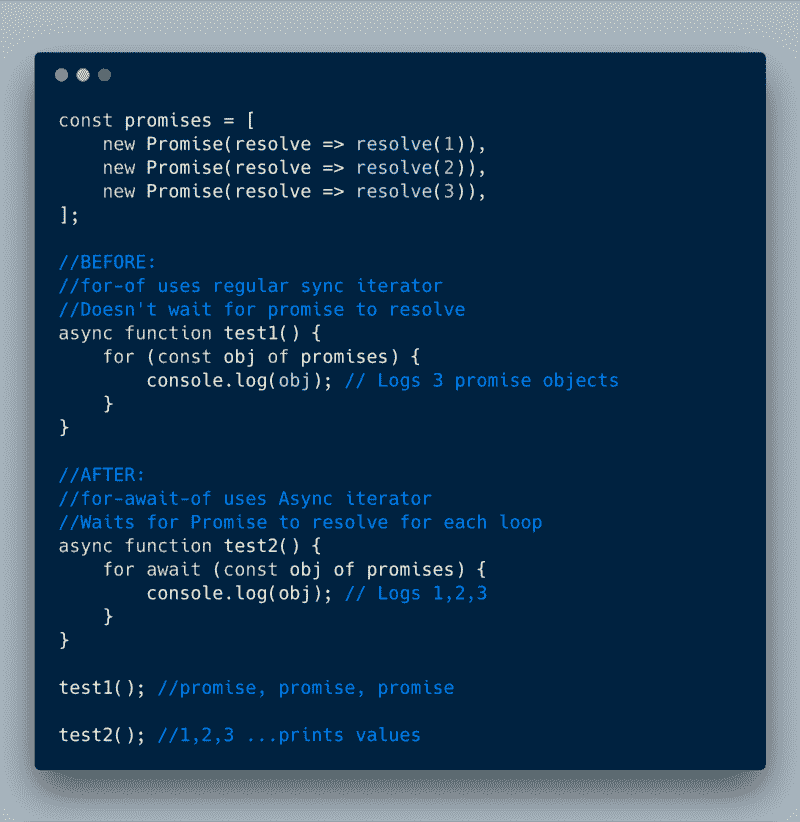 const promises = [
    new Promise(resolve => resolve(1)),
    new Promise(resolve => resolve(2)),
    new Promise(resolve => resolve(3)),
];

//BEFORE:
//for-of uses regular sync iterator
//Doesn't wait for promise to resolve
async function test1() {
    for (const obj of promises) {
        console.log(obj); // Logs 3 promise objects
    }
}

//AFTER:
//for-await-of uses Async iterator
//Waits for Promise to resolve for each loop
async function test2() {
    for await (const obj of promises) {
        console.log(obj); // Logs 1,2,3
    }
}

test1(); //promise, promise, promise

test2(); //1,2,3 ...prints values